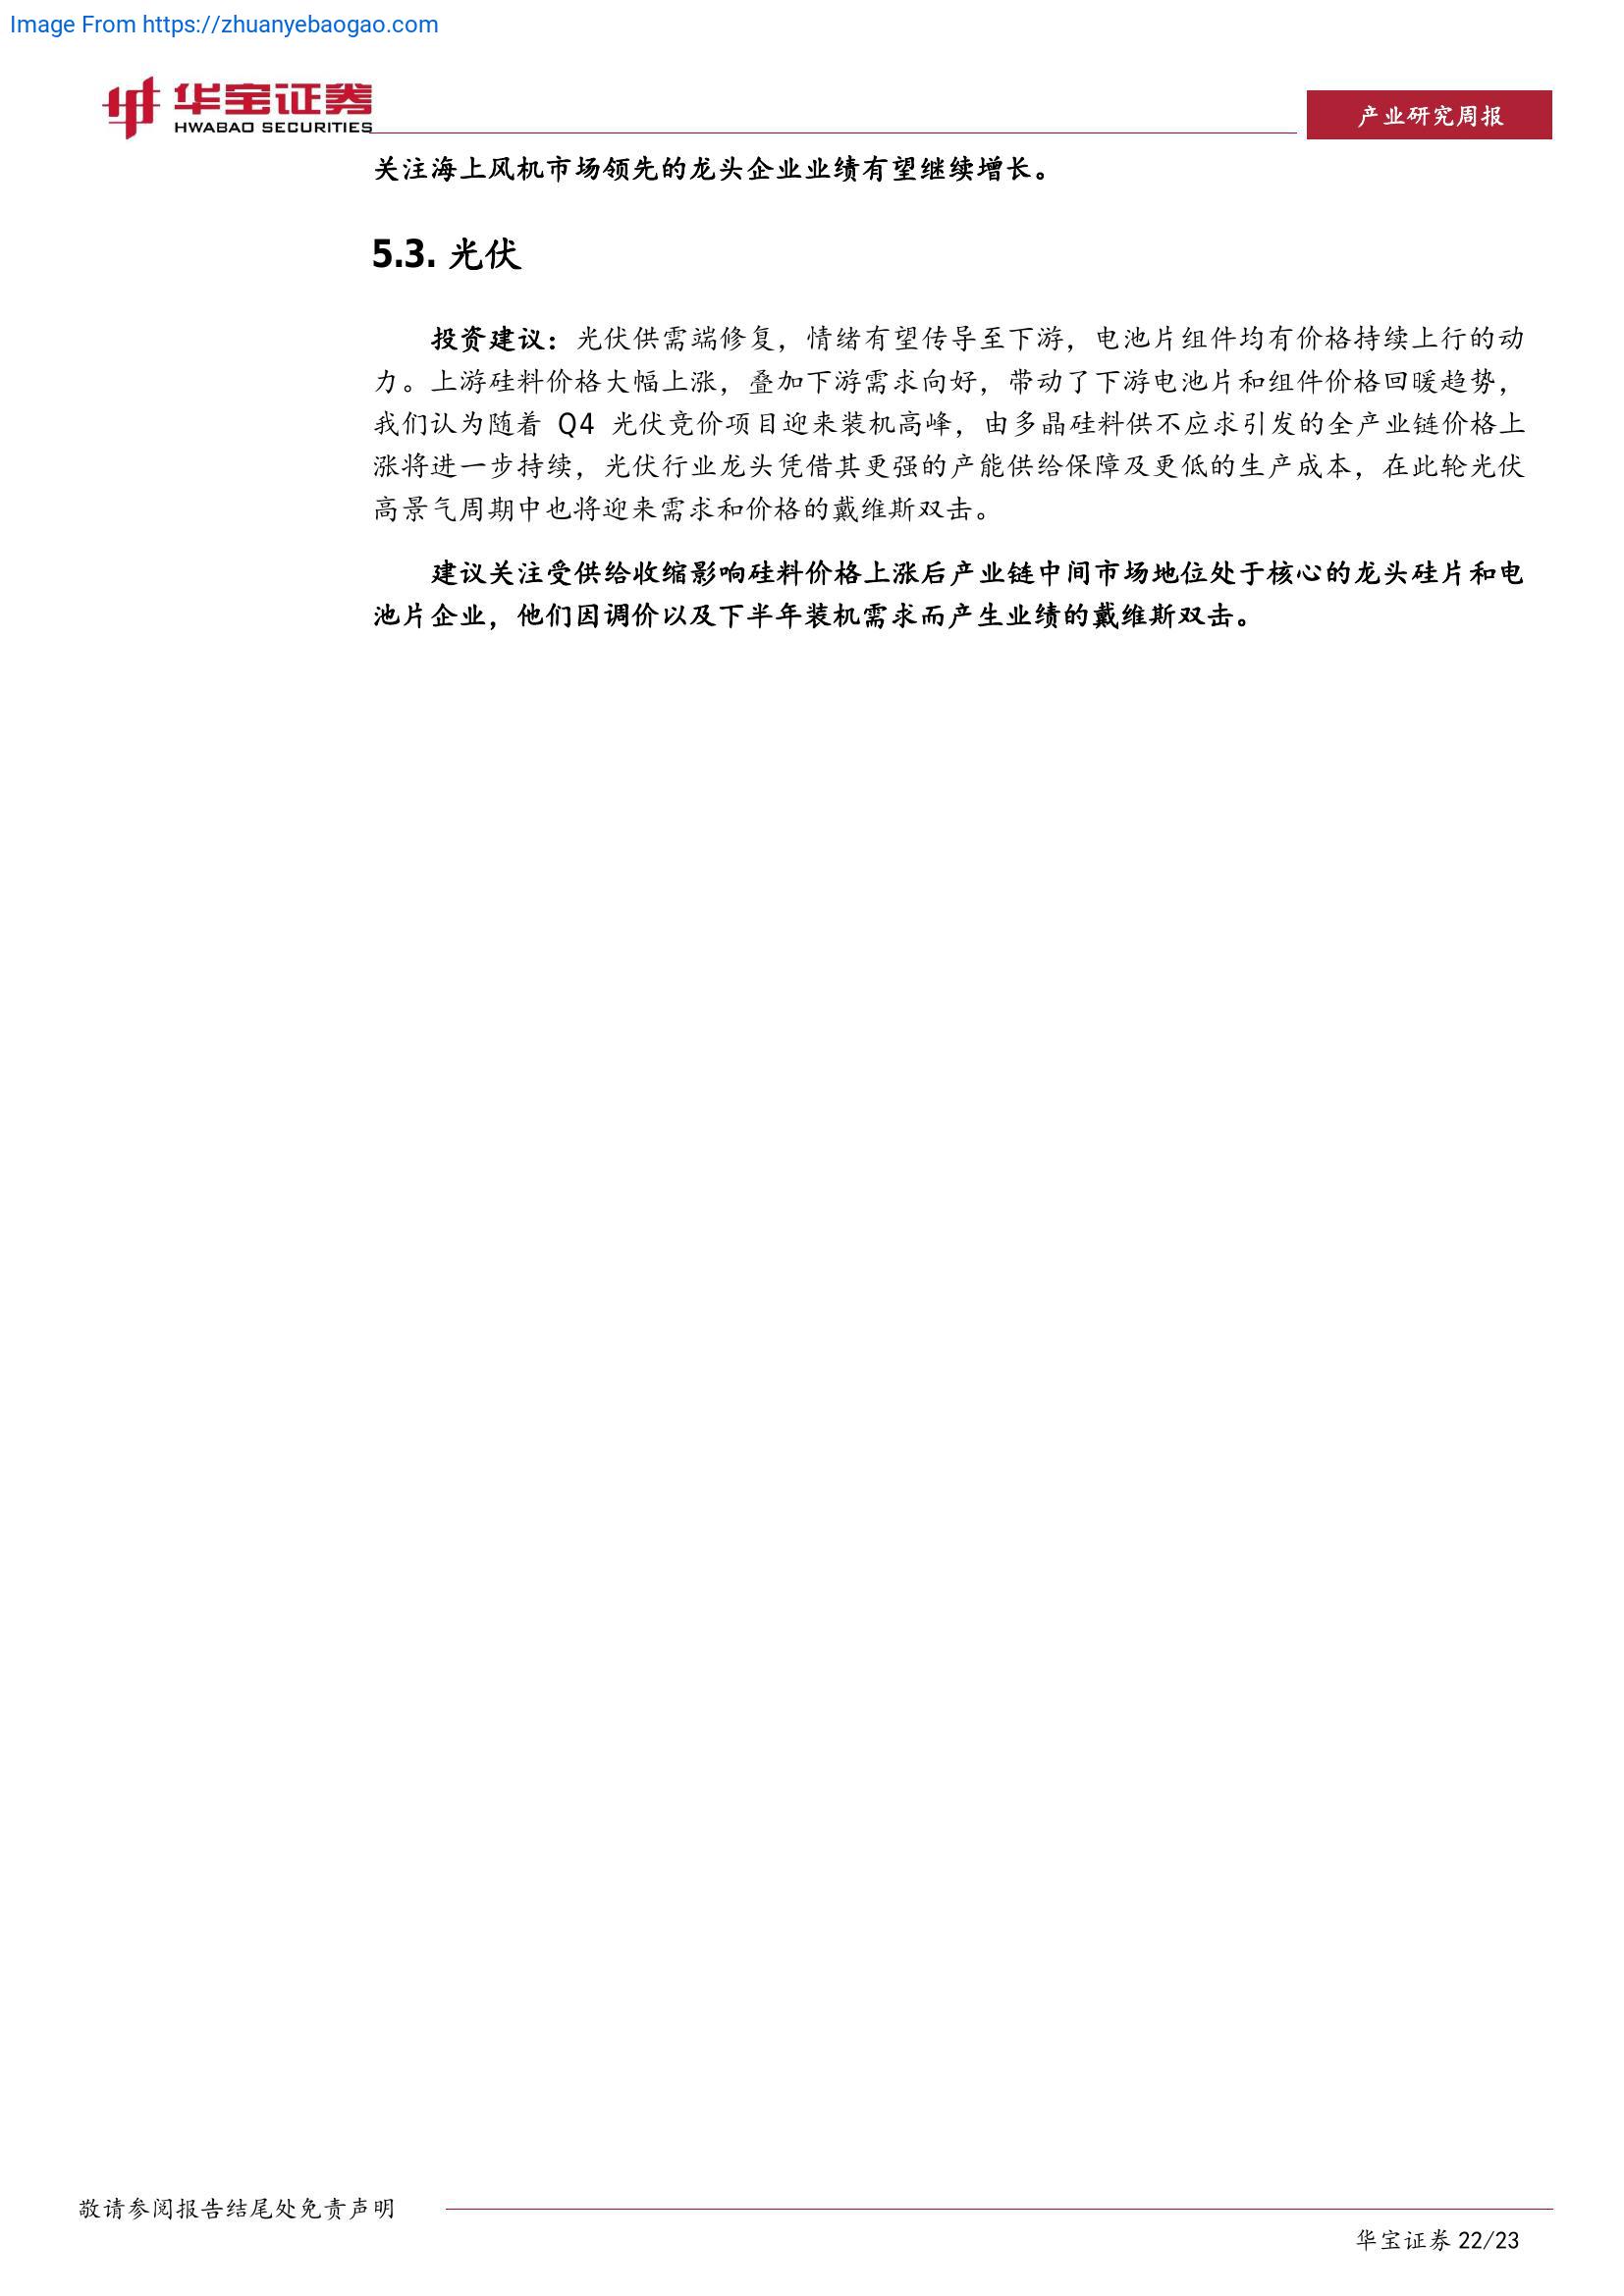 Image From https://zhuanyebaogao.com
华宝证券
HWABAO SECURITIES
产业研究周报
关注海上风机市场领先的龙头企业业绩有望继续增长。
5.3. 光伏
投资建议：光伏供需端修复，情绪有望传导至下游，电池片组件均有价格持续上行的动
力。上游硅料价格大幅上涨，叠加下游需求向好，带动了下游电池片和组件价格回暖趋势，
我们认为随着 Q4 光伏竞价项目迎来装机高峰，由多晶硅料供不应求引发的全产业链价格上
涨将进一步持续，光伏行业龙头凭借其更强的产能供给保障及更低的生产成本，在此轮光伏
高景气周期中也将迎来需求和价格的戴维斯双击。
建议关注受供给收缩影响硅料价格上涨后产业链中间市场地位处于核心的龙头硅片和电
池片企业，他们因调价以及下半年装机需求而产生业绩的戴维斯双击。
敬请参阅报告结尾处免责声明
华宝证券 22/23